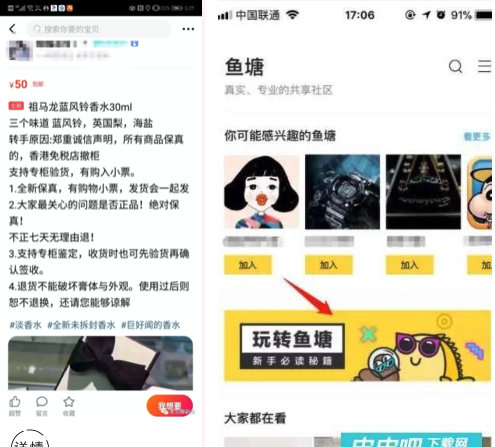 搜索你要的宝贝
¥50 包邮
全新 祖马龙蓝风铃香水30ml
三个味道 蓝风铃，英国梨，海盐
转手原因:郑重诚信声明，所有商品保真
的，香港免税店撤柜
支持专柜验货，有购入小票。
1.全新保真，有购物小票，发货会一起发
2.大家最关心的问题是否正品！绝对保
真！
不正七天无理由退！
3.支持专柜鉴定，收货时也可先验货再确
认签收。
4.退货不能破坏膏体与外观。使用过后则
恕不退换，还请您能够谅解
#淡香水 #全新未拆封香水 #巨好闻的香水
超赞 留言 收藏
我想要
详情
中国联通 17:06 91%
鱼塘
真实、专业的共享社区
你可能感兴趣的鱼塘 看更多
加入 加入 加入 加
玩转鱼塘
新手必读秘籍
大家都在看
下载网